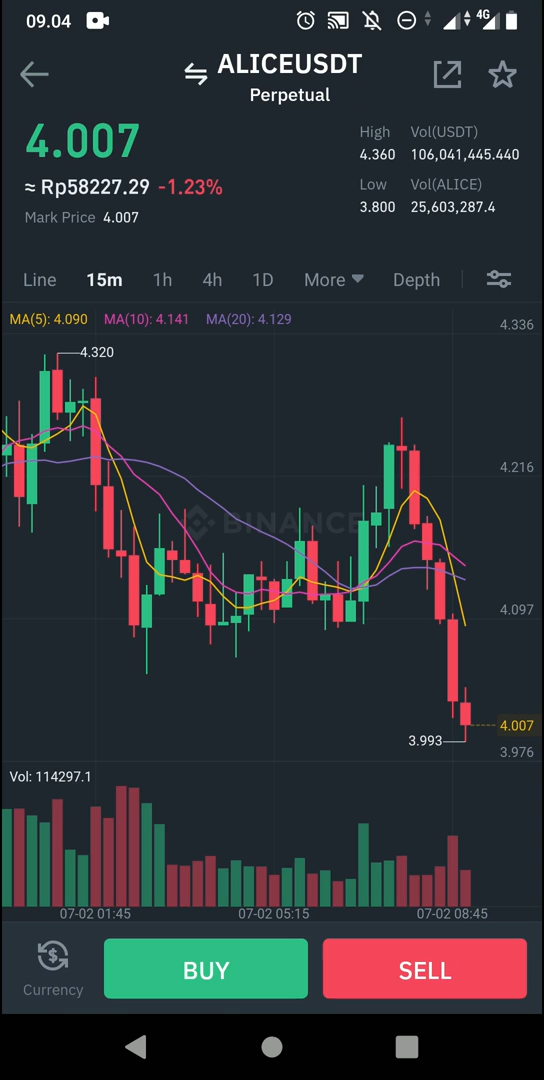 09.04
4G
ALICEUSDT
Perpetual
4.007
≈ Rp58227.29 -1.23%
Mark Price 4.007
High Vol(USDT)
4.360 106,041,445.440
Low Vol(ALICE)
3.800 25,603,287.4
Line 15m 1h 4h 1D More Depth
MA(5): 4.090 MA(10): 4.141 MA(20): 4.129
4.336
4.320
4.216
BINANCE
4.097
4.007
3.993
3.976
Vol: 114297.1
07-02 01:45 07-02 05:15 07-02 08:45
Currency
BUY
SELL